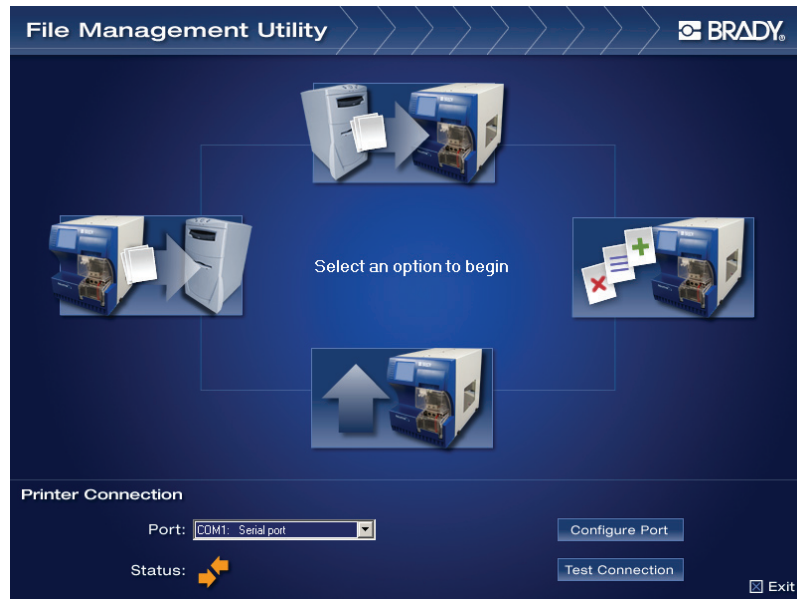 File Management Utility
BRADY®
Select an option to begin
Printer Connection
Port: COM1: Serial port
Configure Port
Status:
Test Connection
Exit